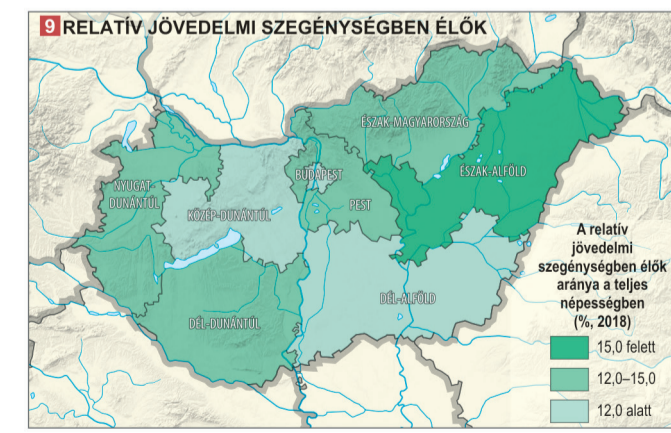 9 RELATÍV JÖVEDELMI SZEGÉNYSÉGBEN ÉLŐK
ÉSZAK-MAGYARORSZÁG
BUDAPEST
ÉSZAK-ALFÖLD
NYUGAT-
DUNÁNTÚL
KÖZÉP-DUNÁNTÚL
PEST
DÉL-ALFÖLD
DÉL-DUNÁNTÚL
A relatív
jövedelmi
szegénységben élők
aránya a teljes
népességben
(%, 2018)
15,0 felett
12,0–15,0
12,0 alatt